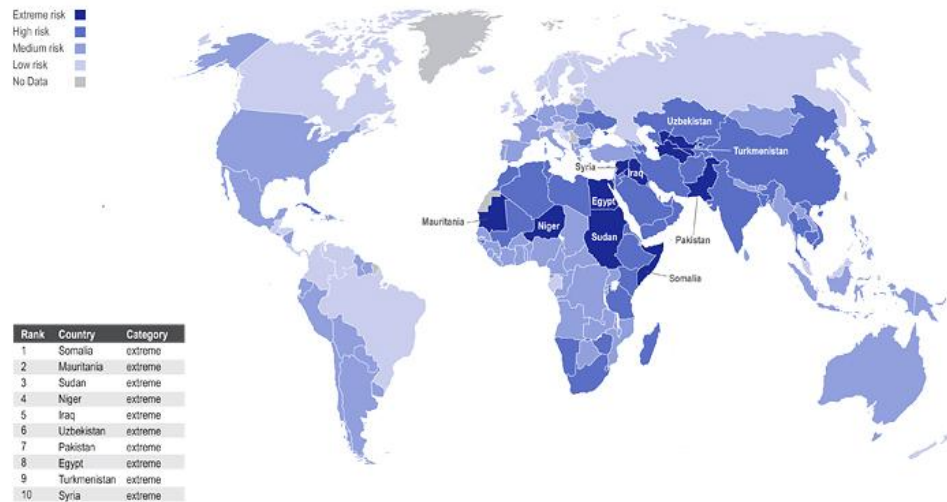 Extreme risk
High risk
Medium risk
Low risk
No Data
Uzbekistan
Turkmenistan
Syria
Iraq
Egypt
Mauritania
Niger
Sudan
Pakistan
Somalia
Rank Country Category
1 Somalia extreme
2 Mauritania extreme
3 Sudan extreme
4 Niger extreme
5 Iraq extreme
6 Uzbekistan extreme
7 Pakistan extreme
8 Egypt extreme
9 Turkmenistan extreme
10 Syria extreme